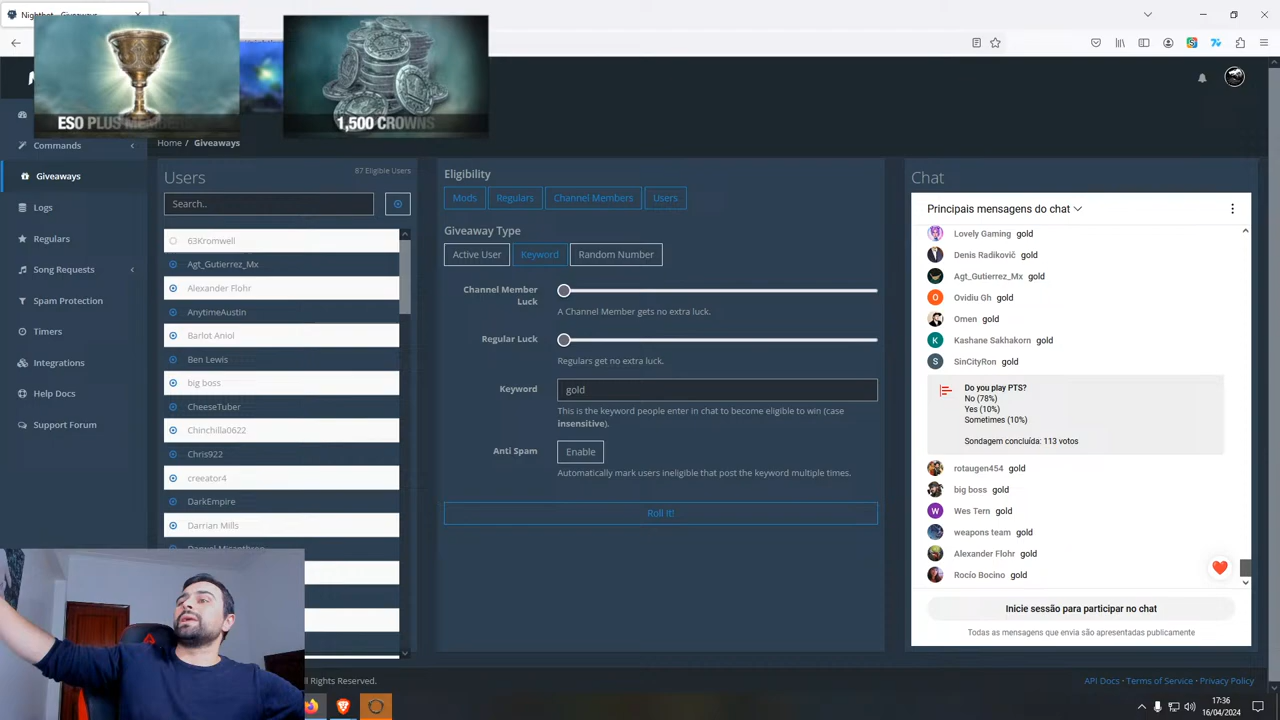 Nightbot - Giveaways
ESO PLUS MEMBERS
1,500 CROWNS
Home / Giveaways
Commands
Giveaways
Logs
Regulars
Song Requests
Spam Protection
Timers
Integrations
Help Docs
Support Forum
Users
87 Eligible Users
Search..
63Kromwell
Agt_Gutierrez_Mx
Alexander Flohr
AnytimeAustin
Barlot Aniol
Ben Lewis
big boss
CheeseTuber
Chinchilla0622
Chris922
creeator4
DarkEmpire
Darrian Mills
Eligibility
Mods
Regulars
Channel Members
Users
Giveaway Type
Active User
Keyword
Random Number
Channel Member
Luck
A Channel Member gets no extra luck.
Regular Luck
Regulars get no extra luck.
Keyword
gold
This is the keyword people enter in chat to become eligible to win (case
insensitive).
Anti Spam
Enable
Automatically mark users ineligible that post the keyword multiple times.
Roll It!
Chat
Principais mensagens do chat
Lovely Gaming gold
Denis Radikovič gold
Agt_Gutierrez_Mx gold
Ovidiu Gh gold
Omen gold
Kashane Sakhakorn gold
SinCityRon gold
Do you play PTS?
No (78%)
Yes (10%)
Sometimes (10%)
Sondagem concluída: 113 votos
rotaugen454 gold
big boss gold
Wes Tern gold
weapons team gold
Alexander Flohr gold
Rocío Bocino gold
Inicie sessão para participar no chat
Todas as mensagens que envia são apresentadas publicamente
ll Rights Reserved.
API Docs · Terms of Service · Privacy Policy
17:36
16/04/2024